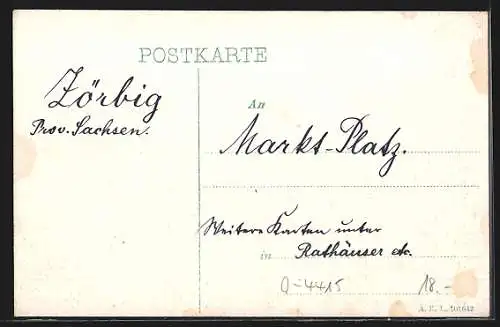 POSTKARTE
Zörbig
Prov. Sachsen.
An
Markt-Platz.
Weitere Karten unter
in Rathäuser etc.
Q-4415 18.-